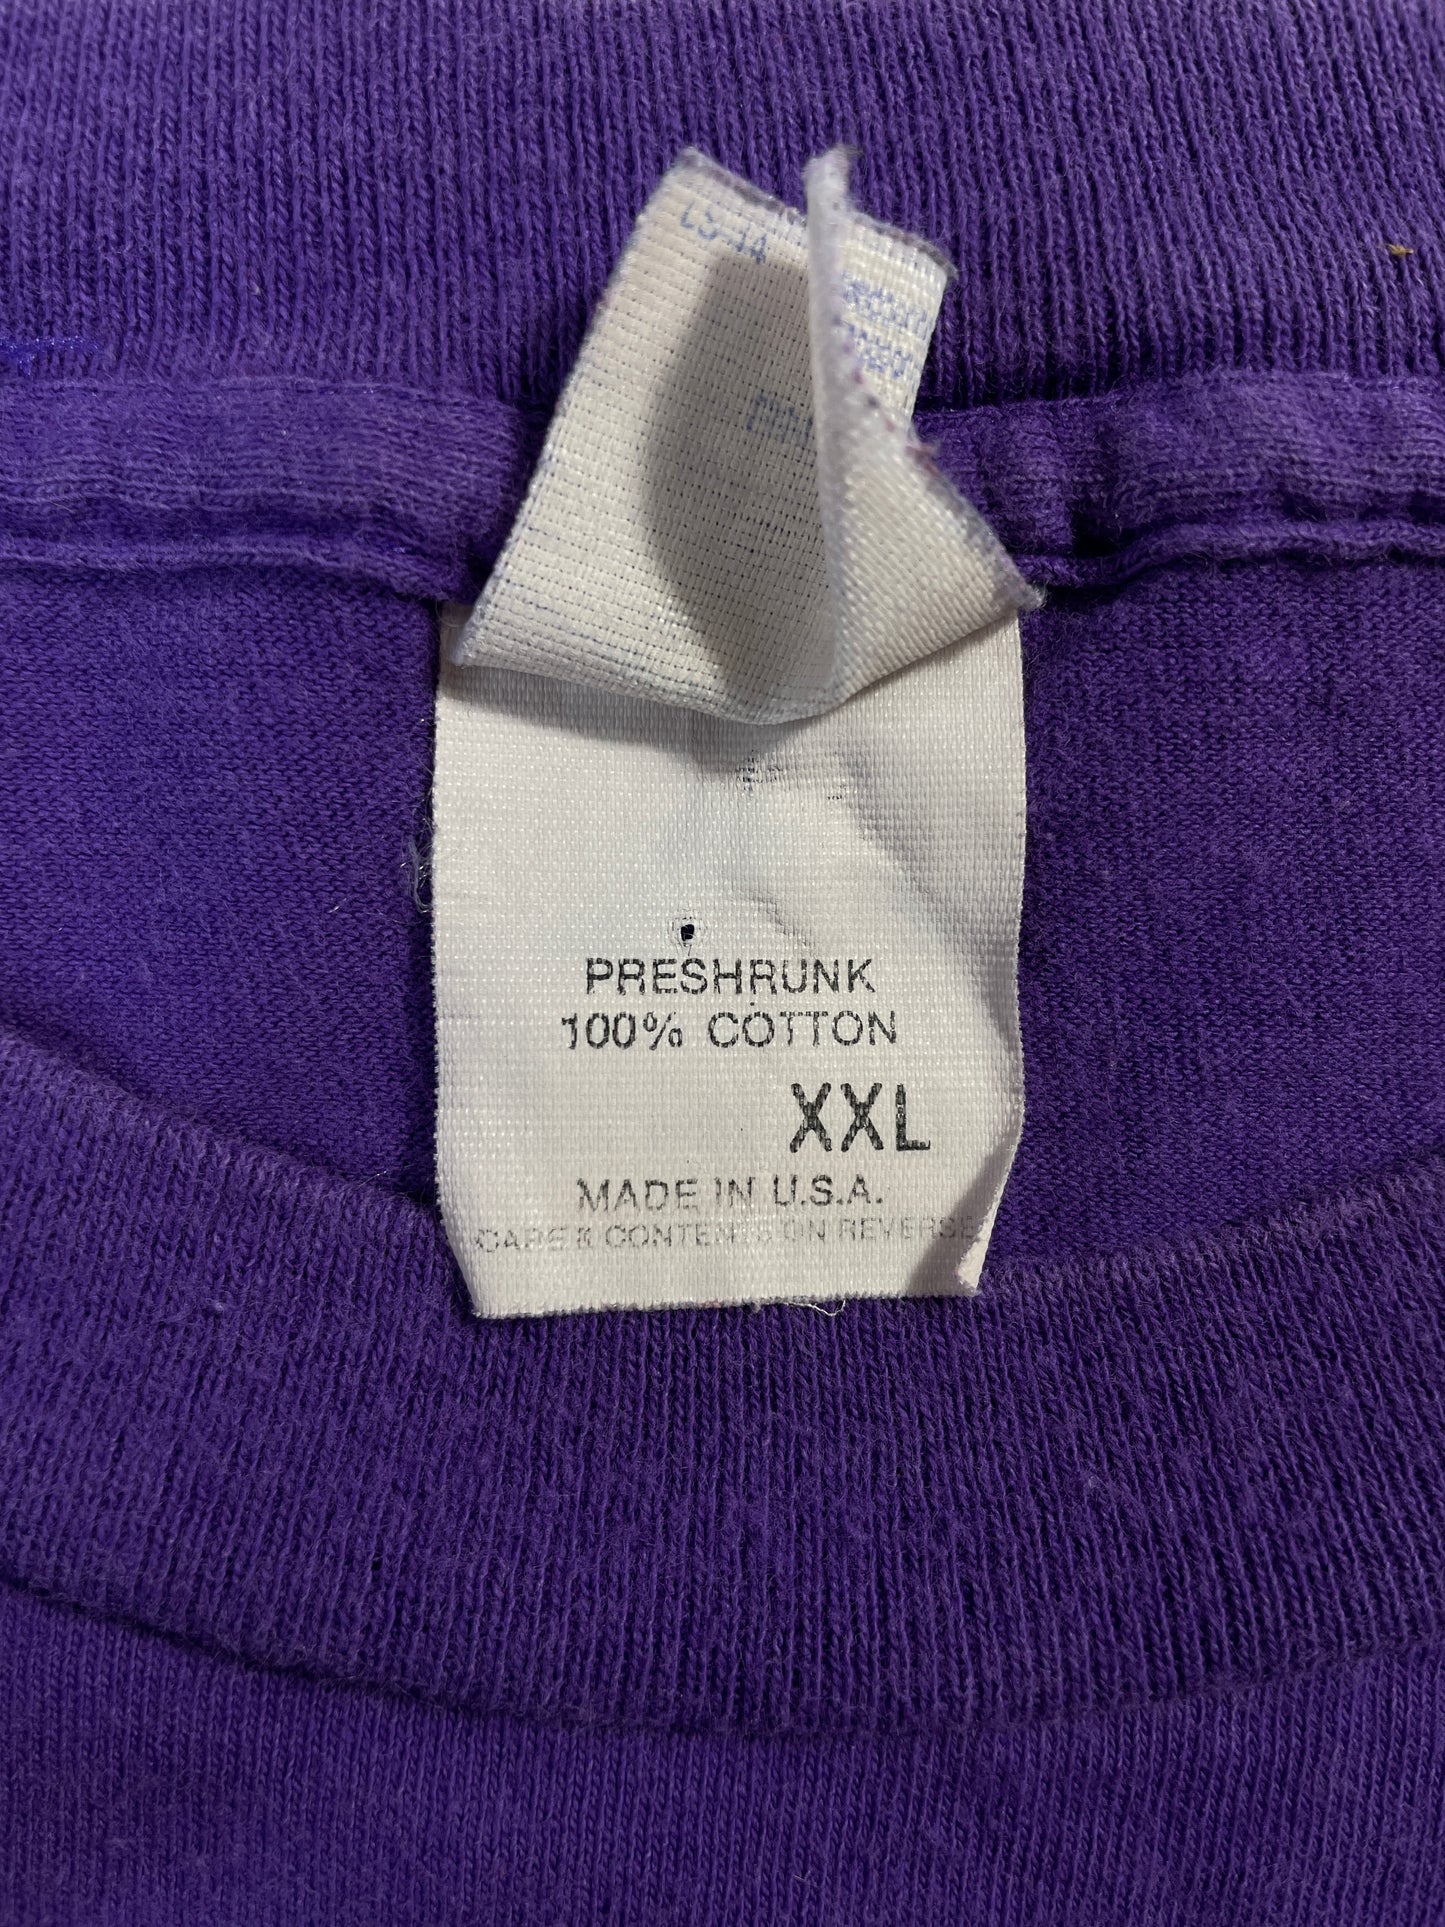 PRESHRUNK
100% COTTON
XXL
MADE IN U.S.A.
CARE & CONTENTS ON REVERSE